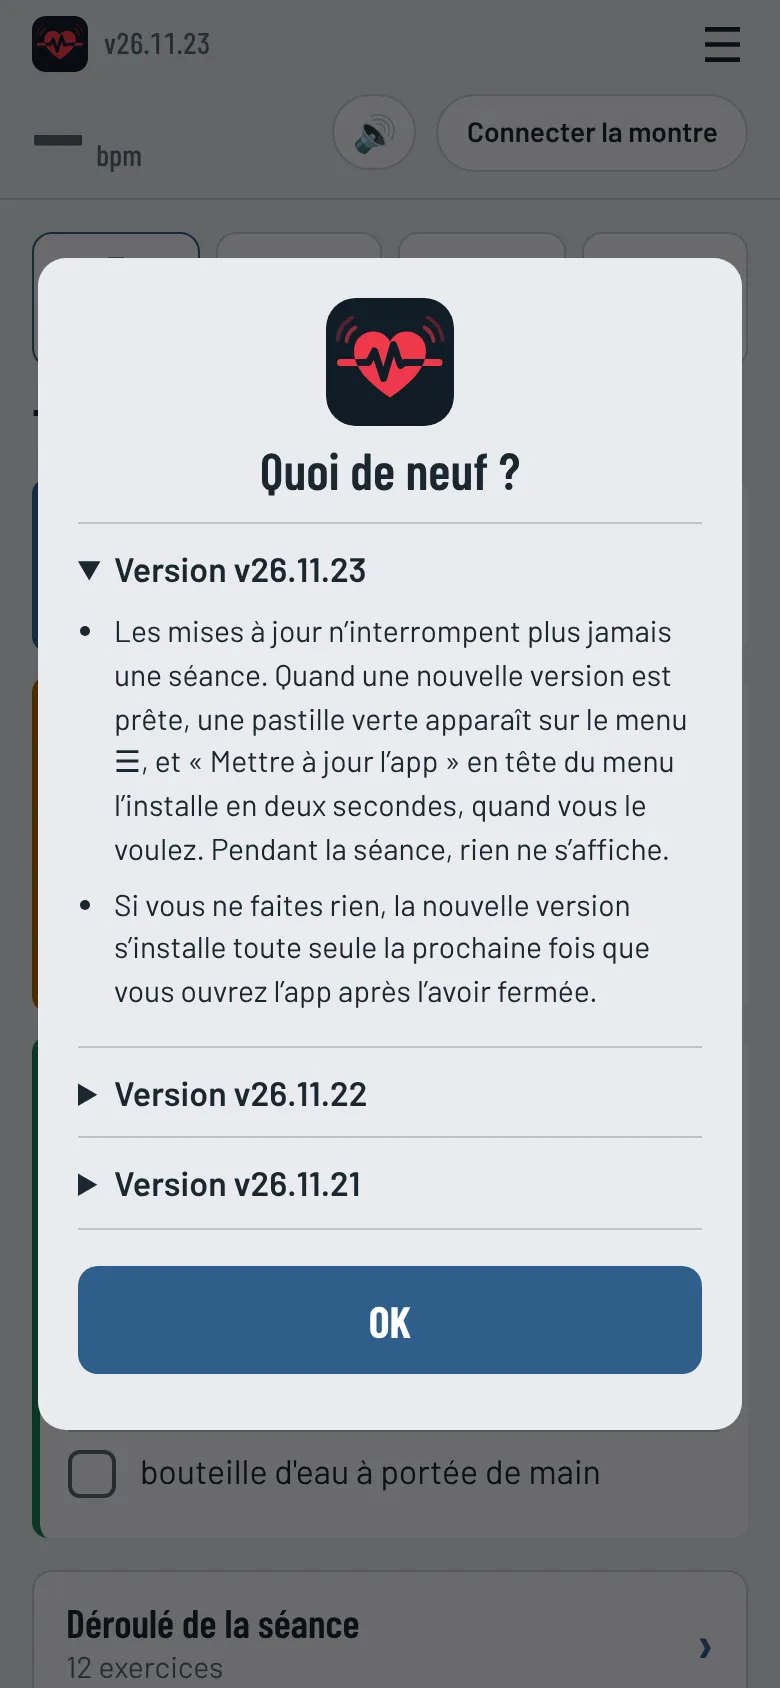 v26.11.23
☰
bpm
🔊
Connecter la montre
Quoi de neuf ?
▼ Version v26.11.23
• Les mises à jour n’interrompent plus jamais
une séance. Quand une nouvelle version est
prête, une pastille verte apparaît sur le menu
☰, et « Mettre à jour l’app » en tête du menu
l’installe en deux secondes, quand vous le
voulez. Pendant la séance, rien ne s’affiche.
• Si vous ne faites rien, la nouvelle version
s’installe toute seule la prochaine fois que
vous ouvrez l’app après l’avoir fermée.
▶ Version v26.11.22
▶ Version v26.11.21
OK
bouteille d'eau à portée de main
Déroulé de la séance
12 exercices
›